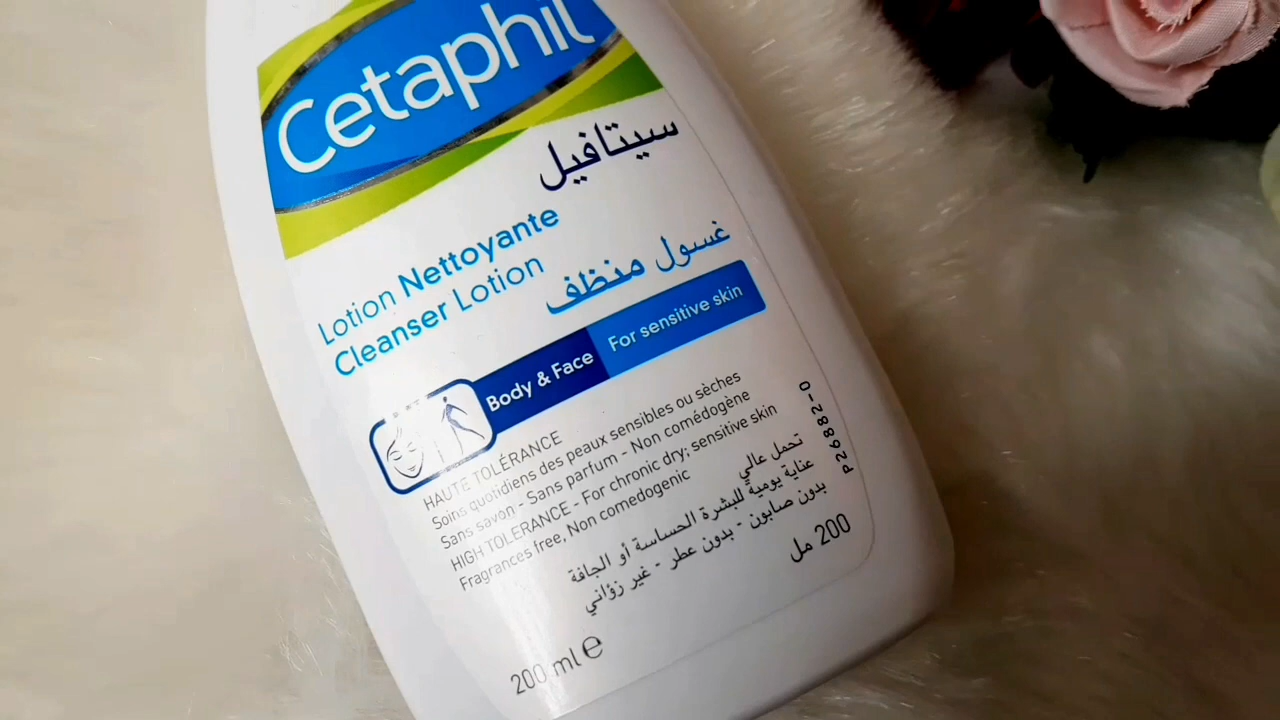 Cetaphil
سيتافيل
Lotion Nettoyante
Cleanser Lotion
غسول منظف
Body & Face
For sensitive skin
HAUTE TOLÉRANCE
Soins quotidiens des peaux sensibles ou sèches
Sans savon - Sans parfum - Non comédogène
HIGH TOLERANCE - For chronic dry; sensitive skin
Fragrances free, Non comedogenic
تحمل عالي
عناية يومية للبشرة الحساسة أو الجافة
بدون صابون - بدون عطر - غير زؤاني
P26882-0
200 مل
200 ml e